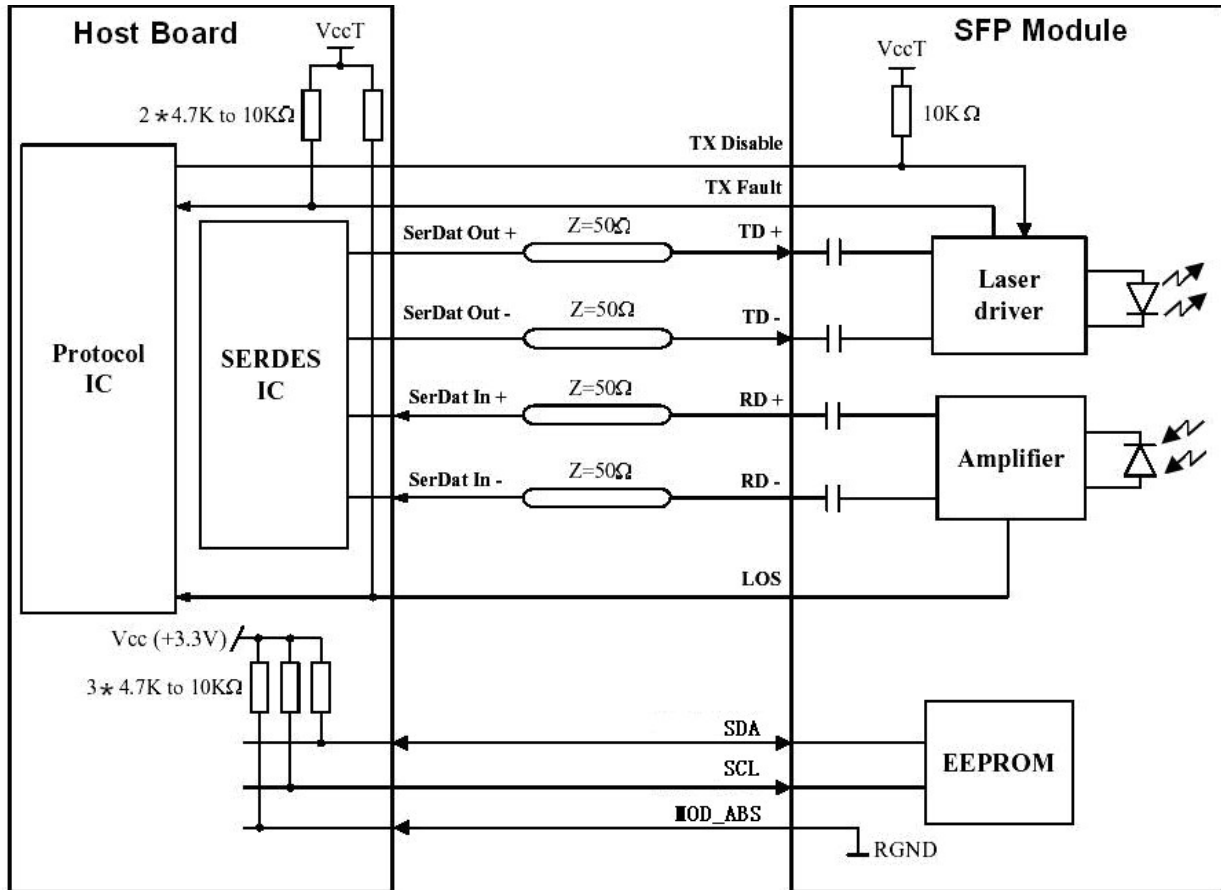 Host Board
SFP Module
VccT
VccT
2*4.7K to 10KΩ
10KΩ
TX Disable
TX Fault
SerDat Out +
Z=50Ω
TD +
SerDat Out -
Z=50Ω
TD -
Laser
driver
Protocol
IC
SERDES
IC
SerDat In +
Z=50Ω
RD +
SerDat In -
Z=50Ω
RD -
Amplifier
LOS
Vcc (+3.3V)
3*4.7K to 10KΩ
SDA
SCL
MOD_ABS
EEPROM
RGND